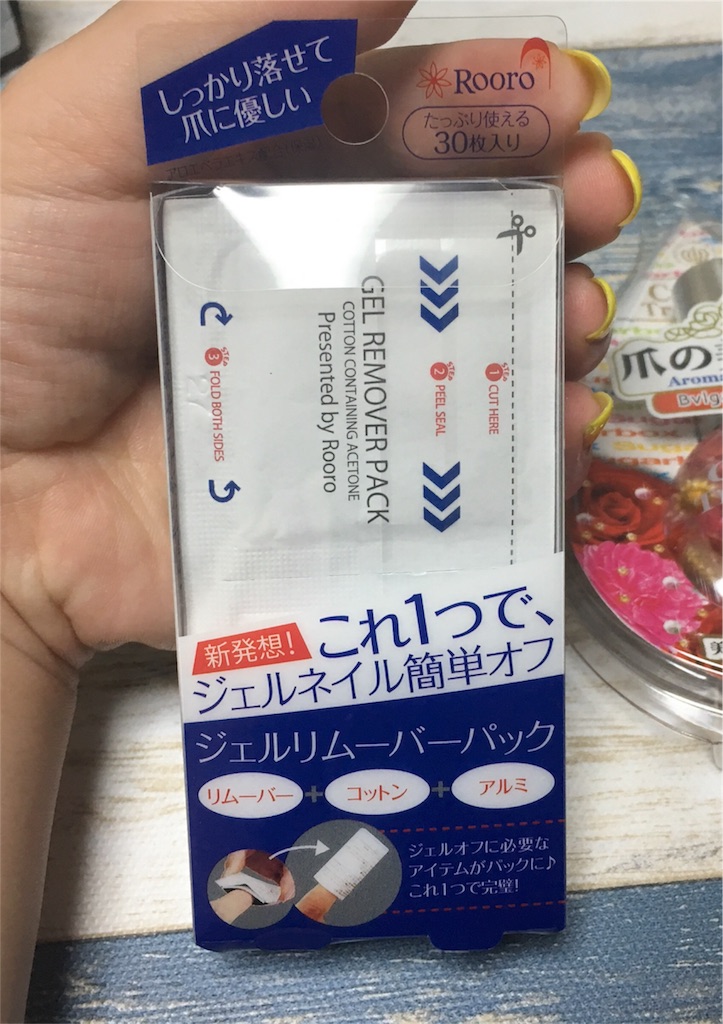 しっかり落せて
爪に優しい
Rooro
たっぷり使える
30枚入り
GEL REMOVER PACK
COTTON CONTAINING ACETONE
Presented by Rooro
STEP
1 CUT HERE
STEP
2 PEEL SEAL
STEP
3 FOLD BOTH SIDES
新発想!
これ1つで、
ジェルネイル簡単オフ
ジェルリムーバーパック
リムーバー + コットン + アルミ
ジェルオフに必要な
アイテムがパックに♪
これ1つで完璧!
爪の
Aroma